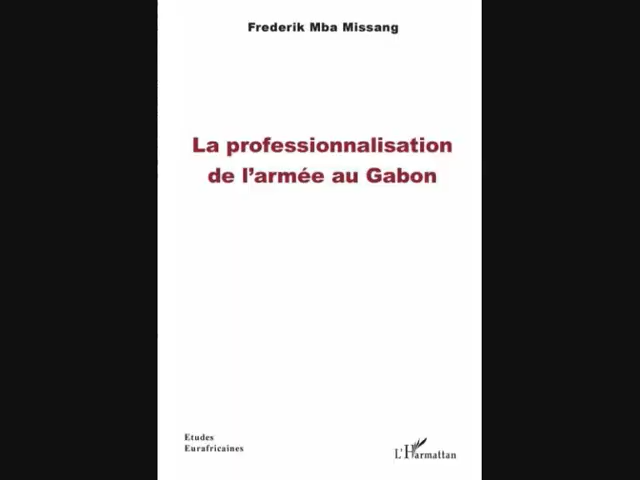 Frederik Mba Missang
La professionnalisation
de l'armée au Gabon
Etudes
Eurafricaines
L'Harmattan